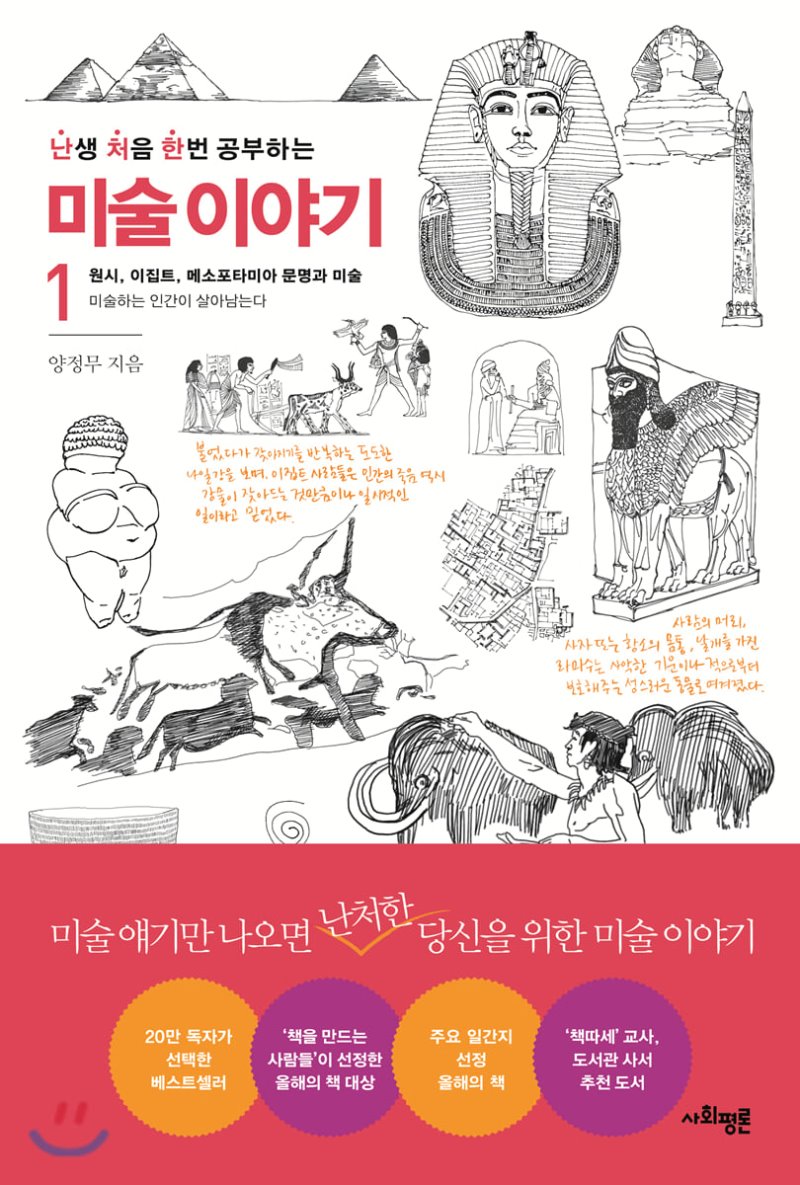 난생 처음 한번 공부하는
미술 이야기
1
원시, 이집트, 메소포타미아 문명과 미술
미술하는 인간이 살아남는다
양정무 지음
불었다가 잦아지기를 반복하는 도도한
나일강을 보며, 이집트 사람들은 인간의 죽음 역시
강물이 잦아드는 것만큼이나 일시적인
일이라고 믿었다.
사람의 머리,
사자 또는 황소의 몸통, 날개를 가진
라마수는 사악한 기운이나 적으로부터
보호해주는 성스러운 동물로 여겨졌다.
미술 얘기만 나오면 난처한 당신을 위한 미술 이야기
20만 독자가
선택한
베스트셀러
‘책을 만드는
사람들’이 선정한
올해의 책 대상
주요 일간지
선정
올해의 책
‘책따세’ 교사,
도서관 사서
추천 도서
사회평론